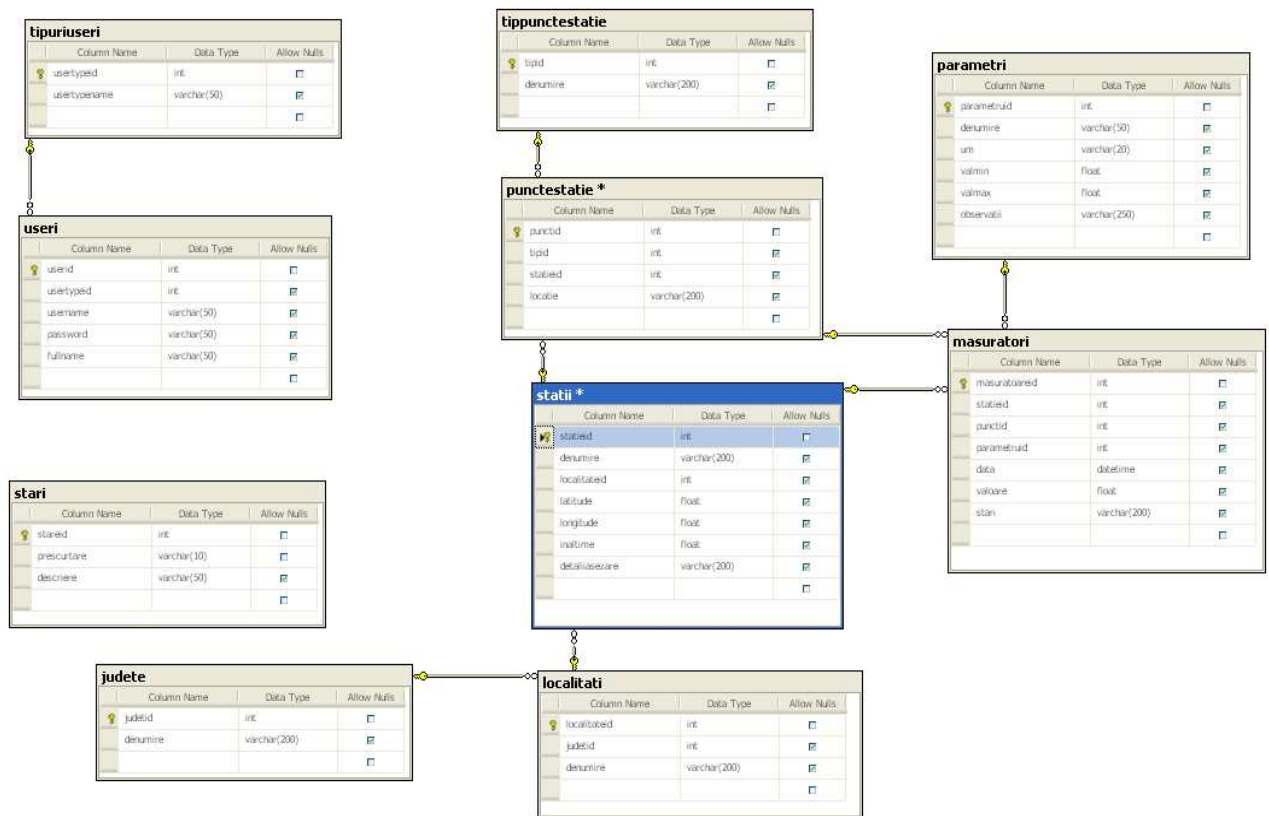 tipuriuseri
Column Name Data Type Allow Nulls
usertypeid int
usertypename varchar(50)
tippunctestatie
Column Name Data Type Allow Nulls
tipid int
denumire varchar(200)
parametri
Column Name Data Type Allow Nulls
parametruid int
denumire varchar(50)
um varchar(20)
valmin float
valmax float
observatii varchar(250)
punctestatie *
Column Name Data Type Allow Nulls
punctid int
tipid int
statieid int
locatie varchar(200)
useri
Column Name Data Type Allow Nulls
userid int
usertypeid int
username varchar(50)
password varchar(50)
fullname varchar(50)
masuratori
Column Name Data Type Allow Nulls
masuratoareid int
statieid int
punctid int
parametruid int
data datetime
valoare float
stari varchar(200)
statii *
Column Name Data Type Allow Nulls
statieid int
denumire varchar(200)
localitateid int
latitude float
longitude float
inaltime float
detaliiasezare varchar(200)
stari
Column Name Data Type Allow Nulls
stareid int
prescurtare varchar(10)
descriere varchar(50)
judete
Column Name Data Type Allow Nulls
judetid int
denumire varchar(200)
localitati
Column Name Data Type Allow Nulls
localitateid int
judetid int
denumire varchar(200)